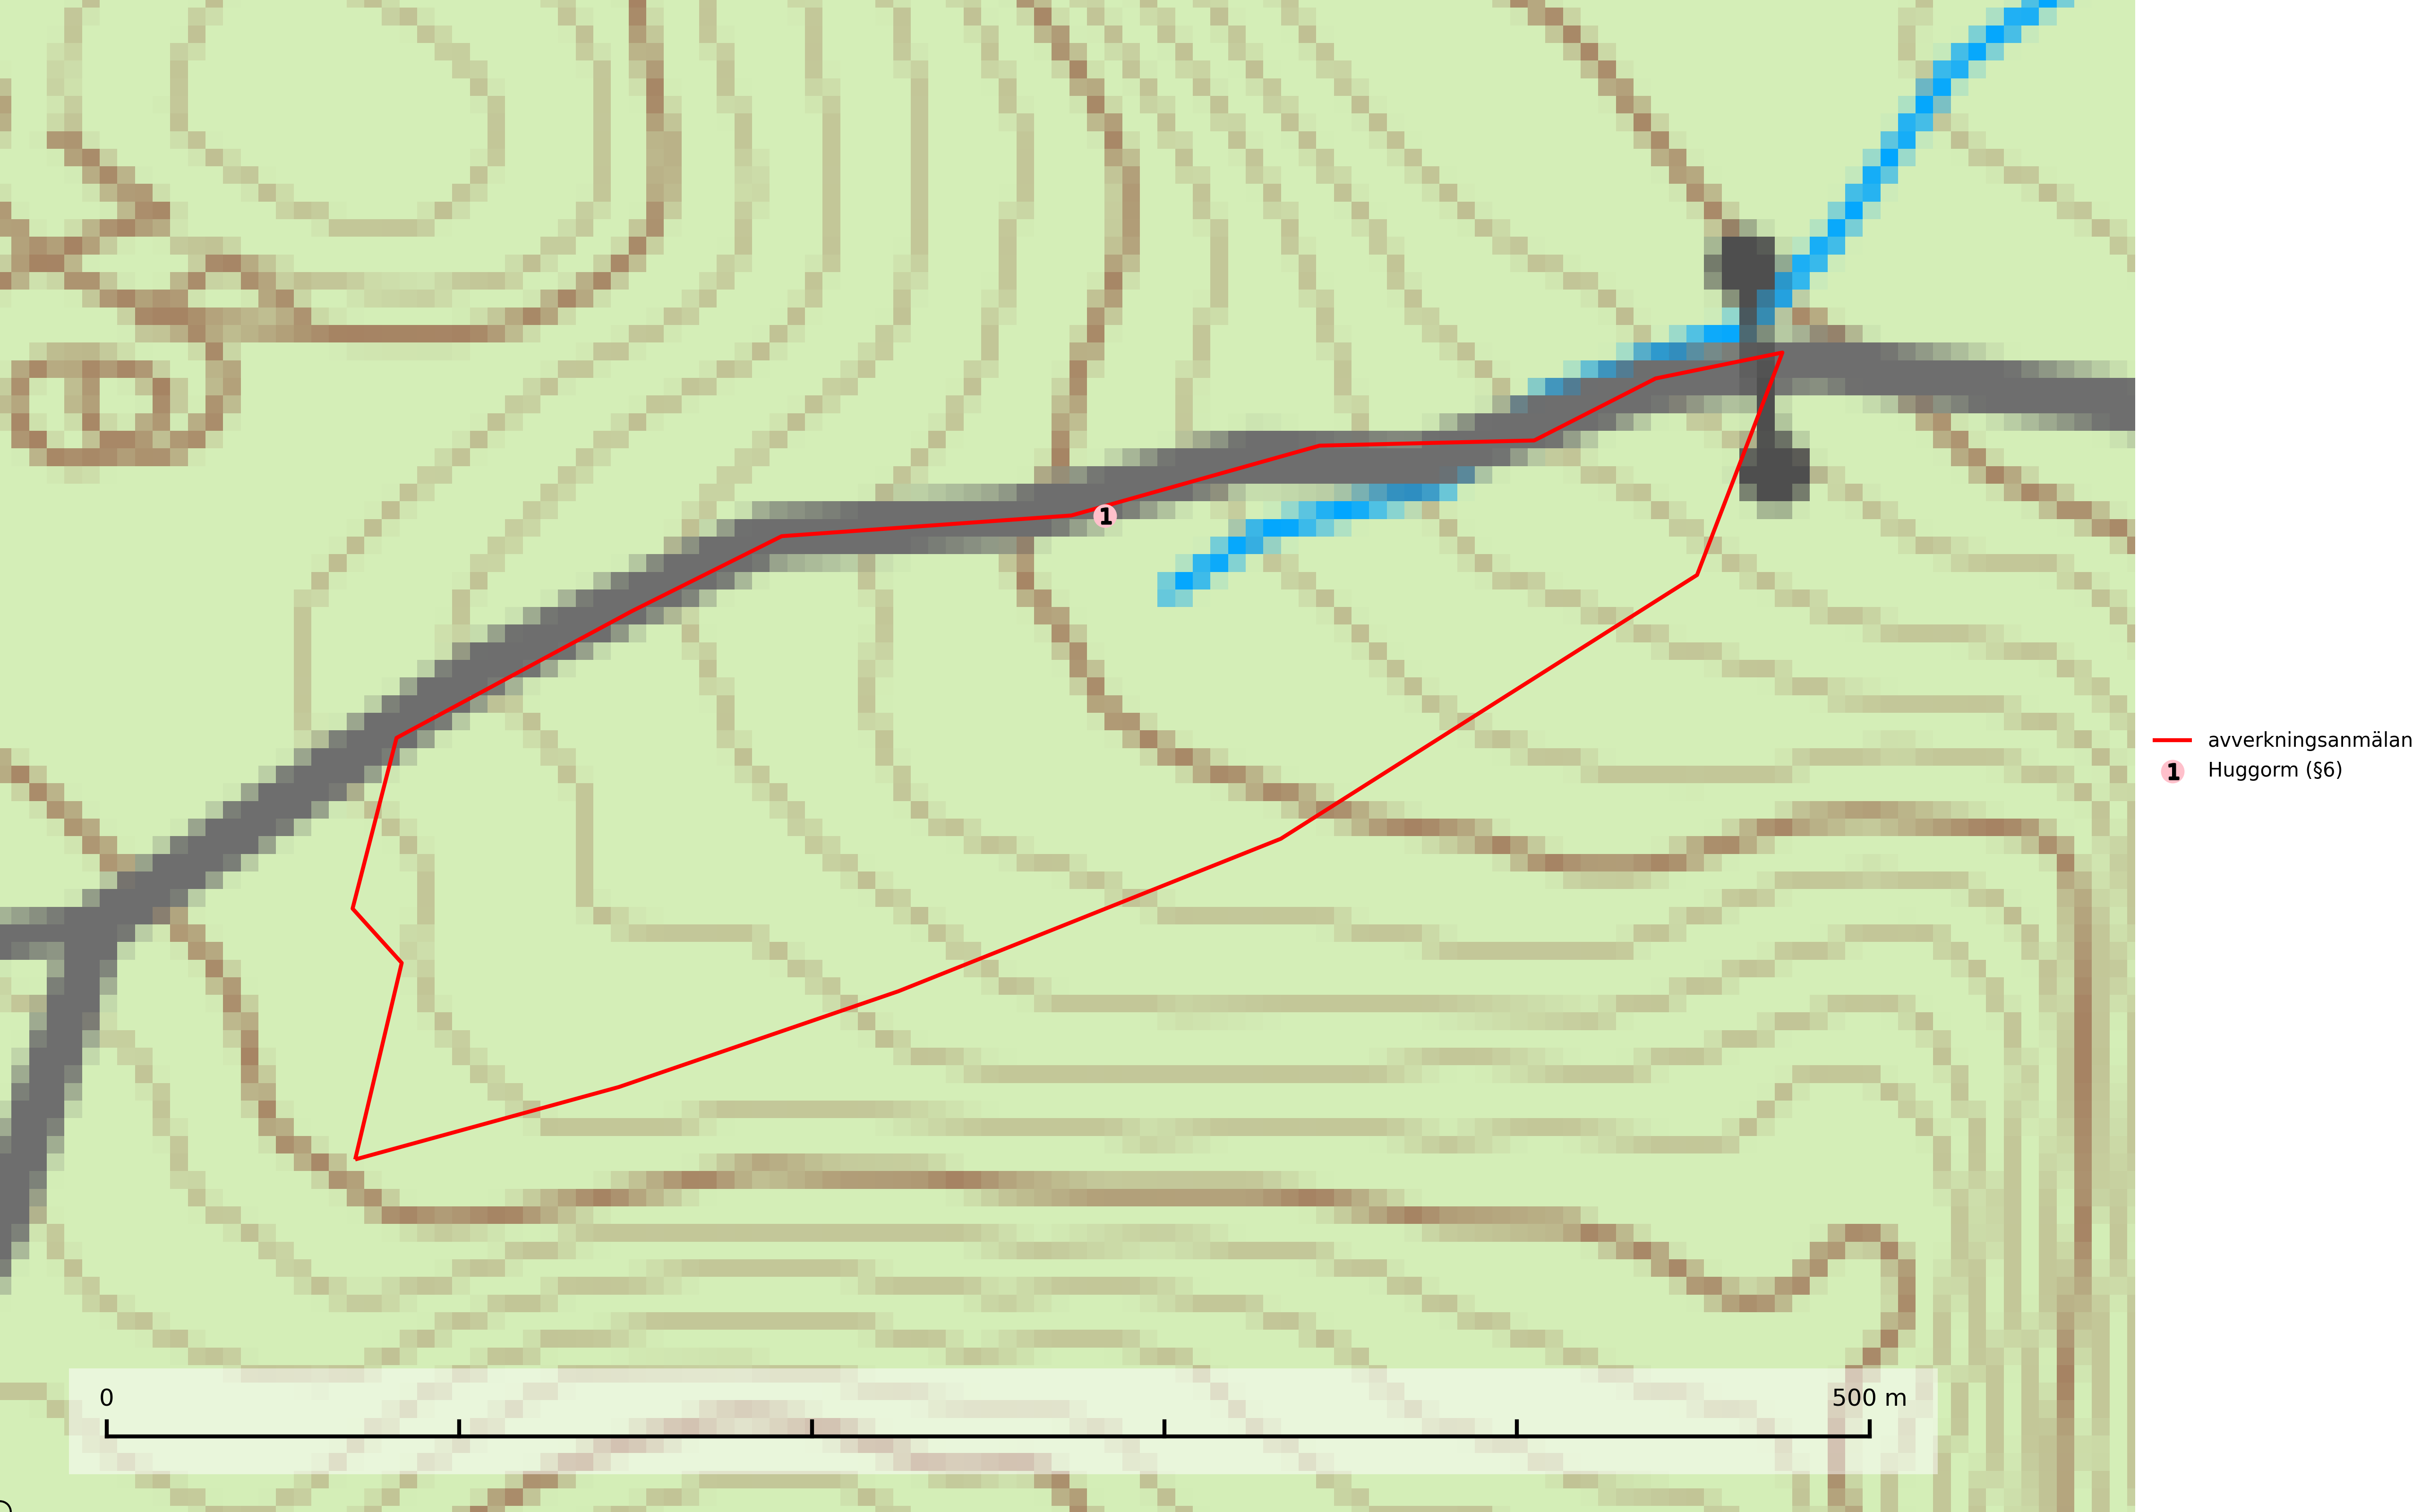 1
avverkningsanmälan
1 Huggorm (§6)
0 500 m